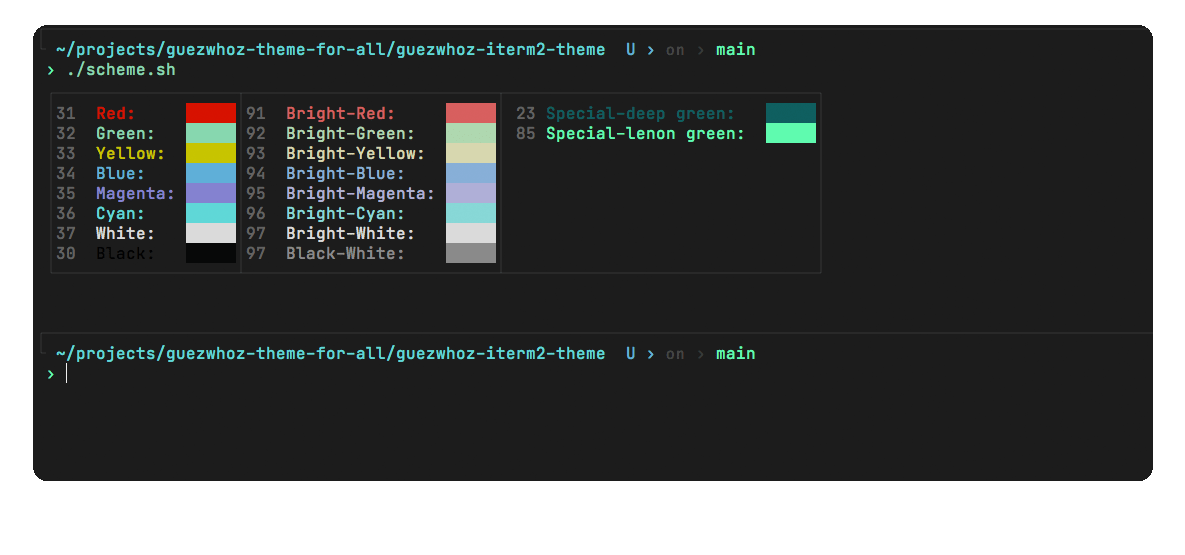 ~/projects/guezwhoz-theme-for-all/guezwhoz-iterm2-theme U › on › main
› ./scheme.sh
31 Red: 91 Bright-Red: 23 Special-deep green:
32 Green: 92 Bright-Green: 85 Special-lenon green:
33 Yellow: 93 Bright-Yellow:
34 Blue: 94 Bright-Blue:
35 Magenta: 95 Bright-Magenta:
36 Cyan: 96 Bright-Cyan:
37 White: 97 Bright-White:
30 Black: 97 Black-White:
~/projects/guezwhoz-theme-for-all/guezwhoz-iterm2-theme U › on › main
›